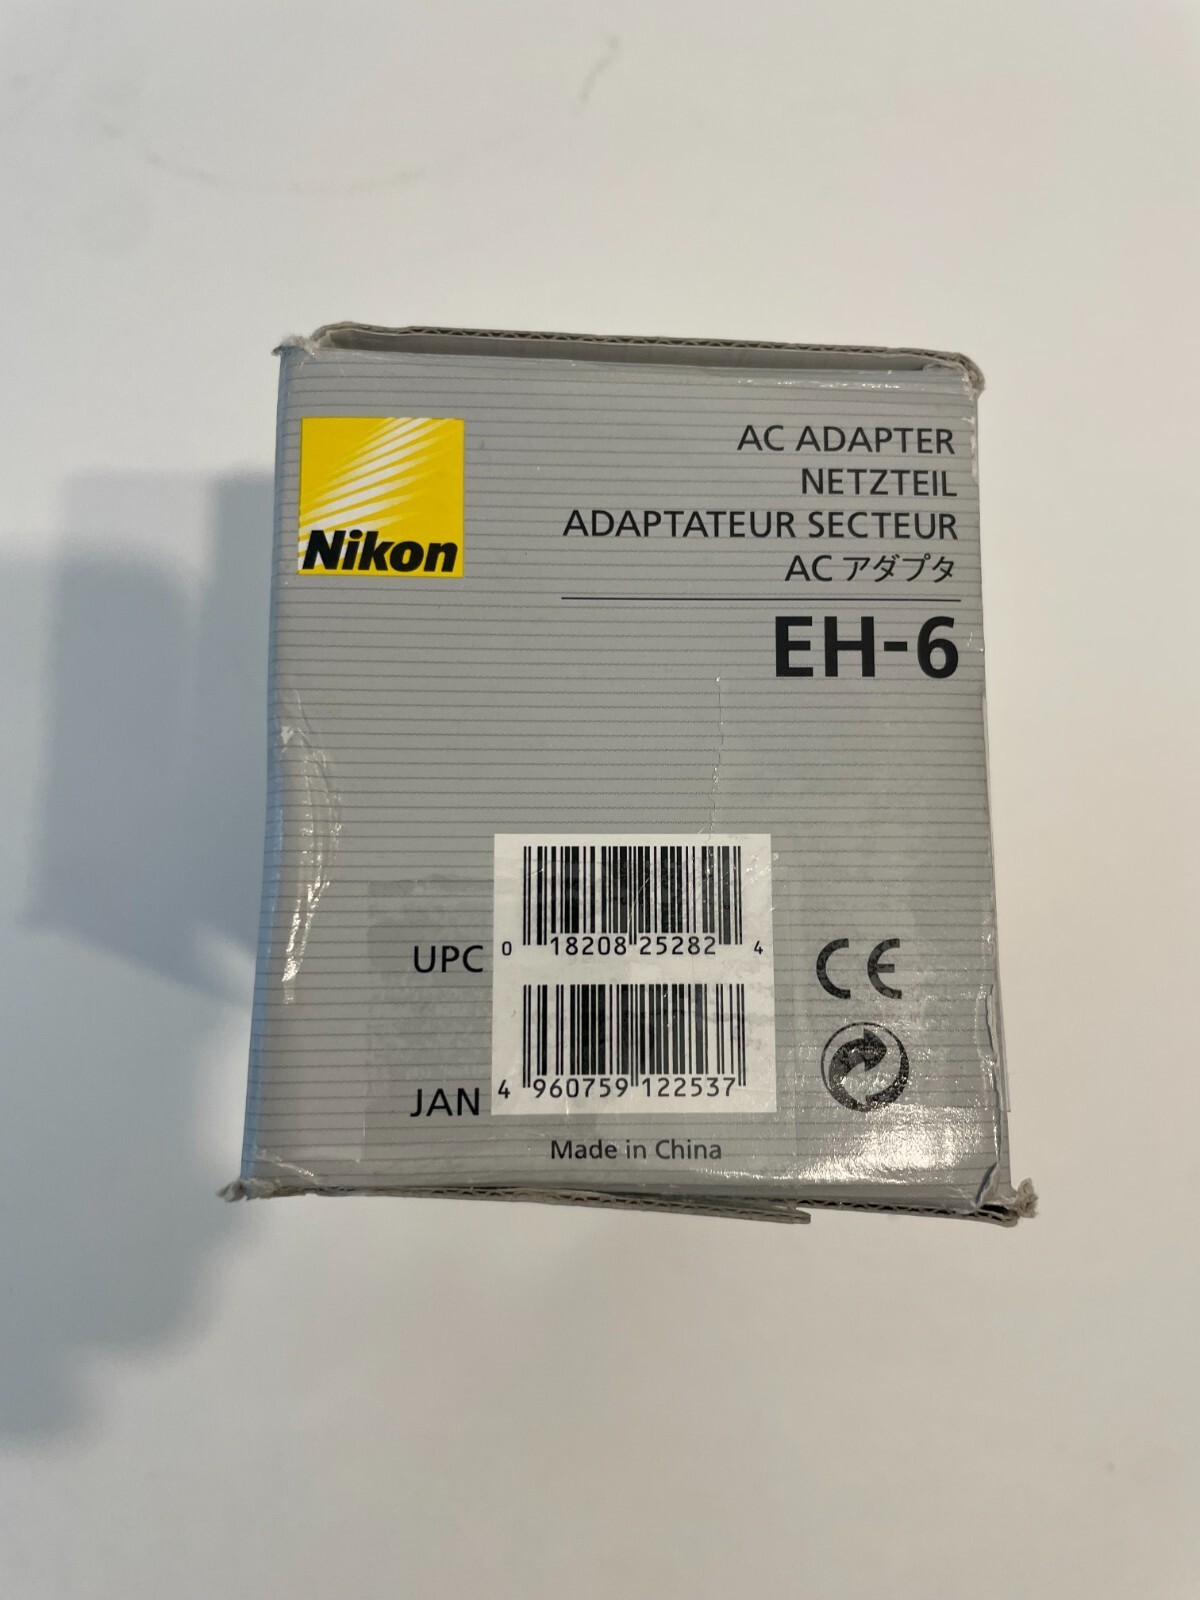 Nikon
AC ADAPTER
NETZTEIL
ADAPTATEUR SECTEUR
AC アダプタ
EH-6
UPC 0 18208 25282 4
JAN 4 960759 122537
CE
Made in China